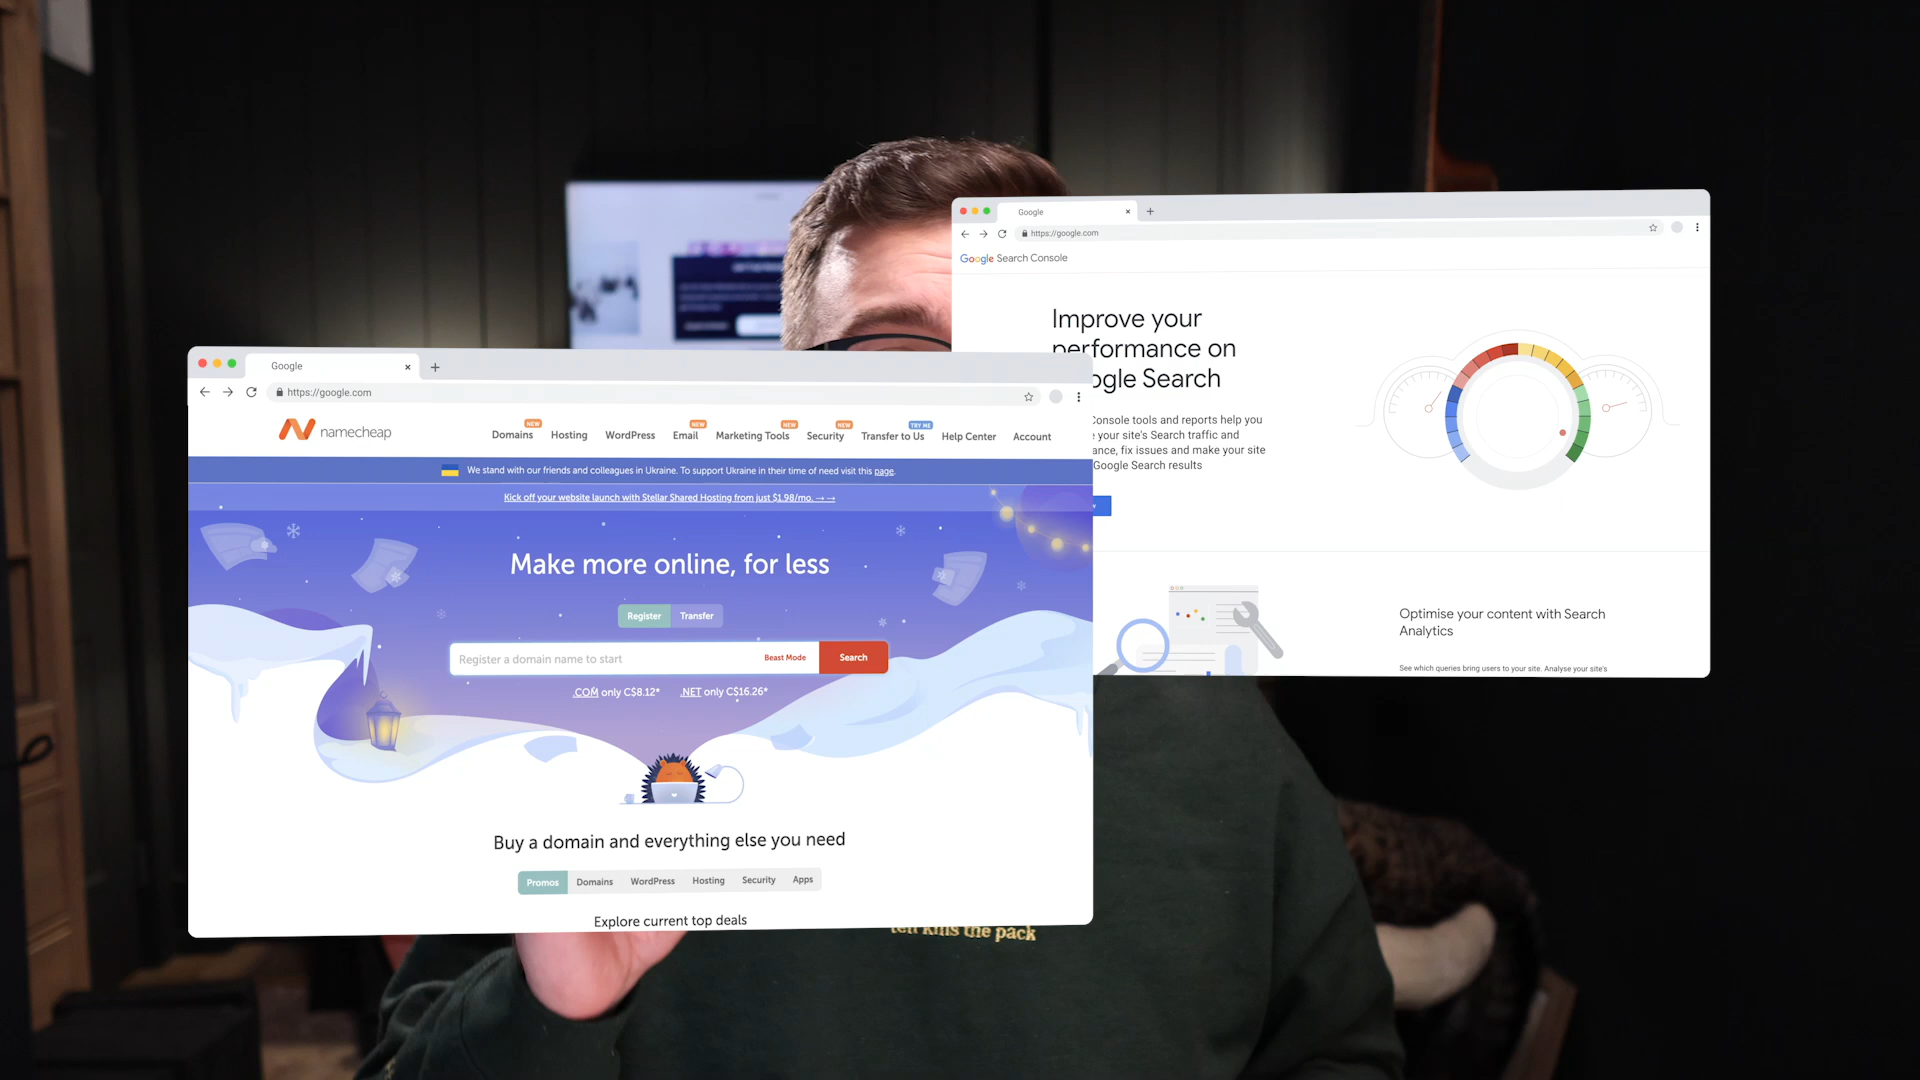 Google
https://google.com
Google Search Console
Improve your
performance on
ogle Search
Console tools and reports help you
your site's Search traffic and
ance, fix issues and make your site
Google Search results
Optimise your content with Search
Analytics
See which queries bring users to your site. Analyse your site's
Google
https://google.com
namecheap
Domains NEW Hosting WordPress Email NEW Marketing Tools NEW Security NEW Transfer to Us TRY ME Help Center Account
We stand with our friends and colleagues in Ukraine. To support Ukraine in their time of need visit this page.
Kick off your website launch with Stellar Shared Hosting from just $1.98/mo. → →
Make more online, for less
Register Transfer
Register a domain name to start Beast Mode Search
.COM only C$8.12* .NET only C$16.26*
Buy a domain and everything else you need
Promos Domains WordPress Hosting Security Apps
Explore current top deals
the pack